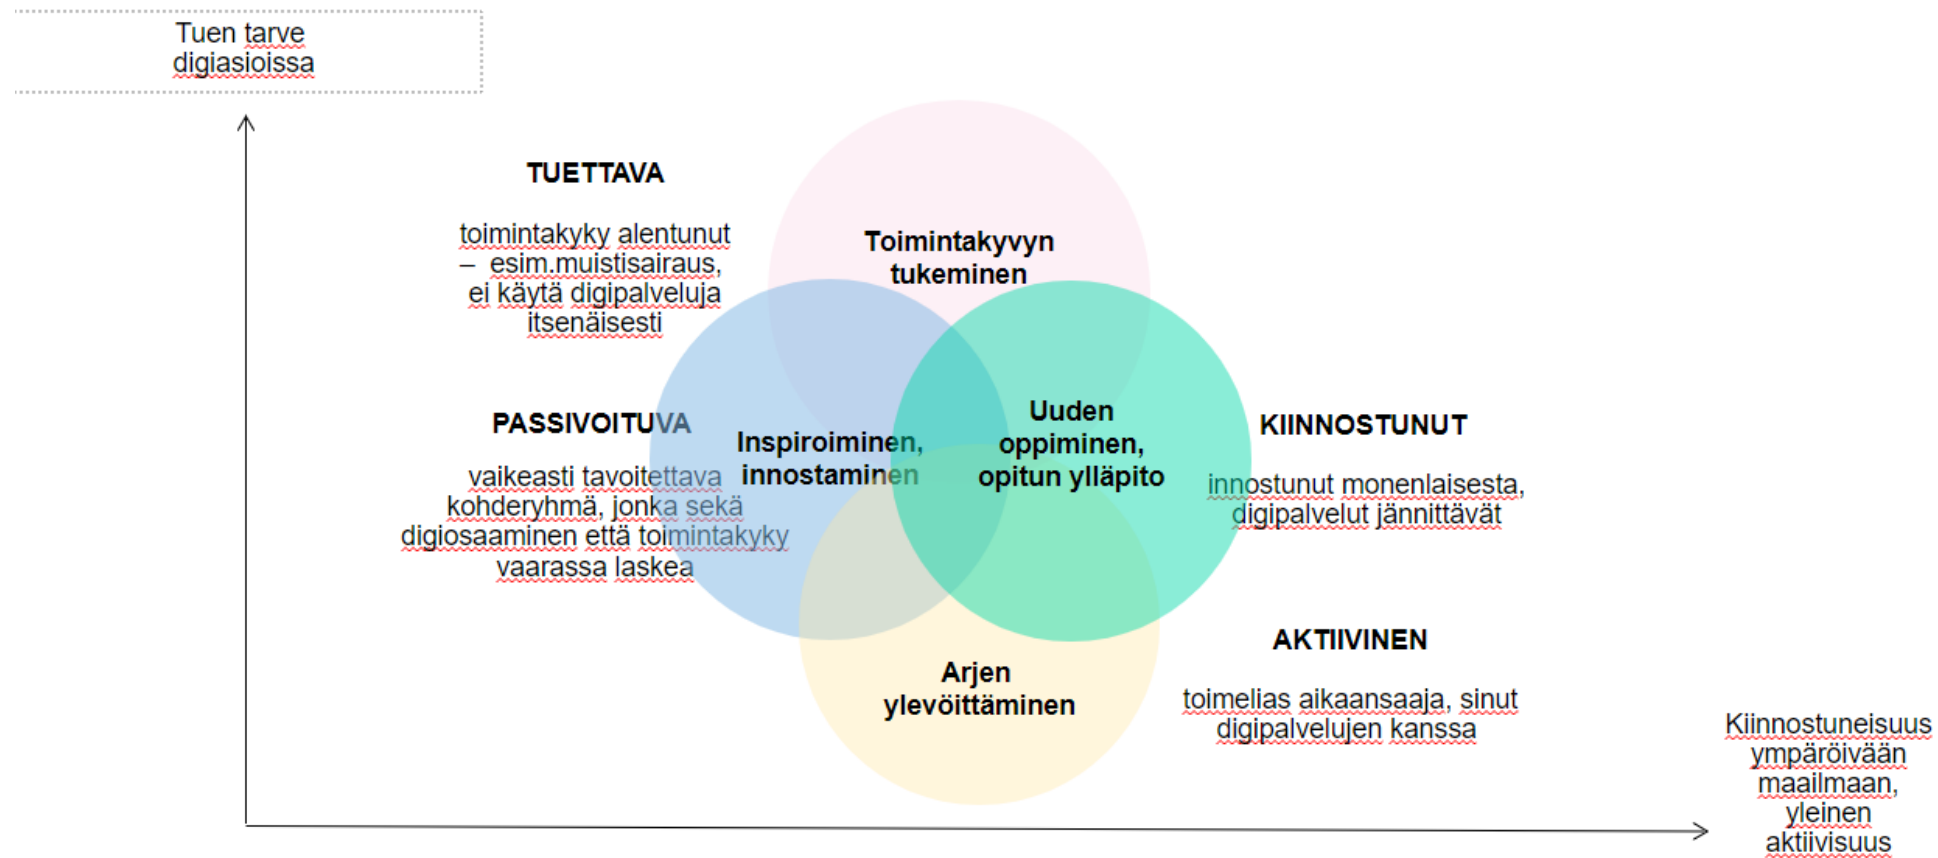 Tuen tarve
digiasioissa
TUETTAVA
toimintakyky alentunut
– esim.muistisairaus,
ei käytä digipalveluja
itsenäisesti
Toimintakyvyn
tukeminen
PASSIVOITUVA
vaikeasti tavoitettava
kohderyhmä, jonka sekä
digiosaaminen että toimintakyky
vaarassa laskea
Inspiroiminen,
innostaminen
Uuden
oppiminen,
opitun ylläpito
KIINNOSTUNUT
innostunut monenlaisesta,
digipalvelut jännittävät
Arjen
ylevöittäminen
AKTIIVINEN
toimelias aikaansaaja, sinut
digipalvelujen kanssa
Kiinnostuneisuus
ympäröivään
maailmaan,
yleinen
aktiivisuus